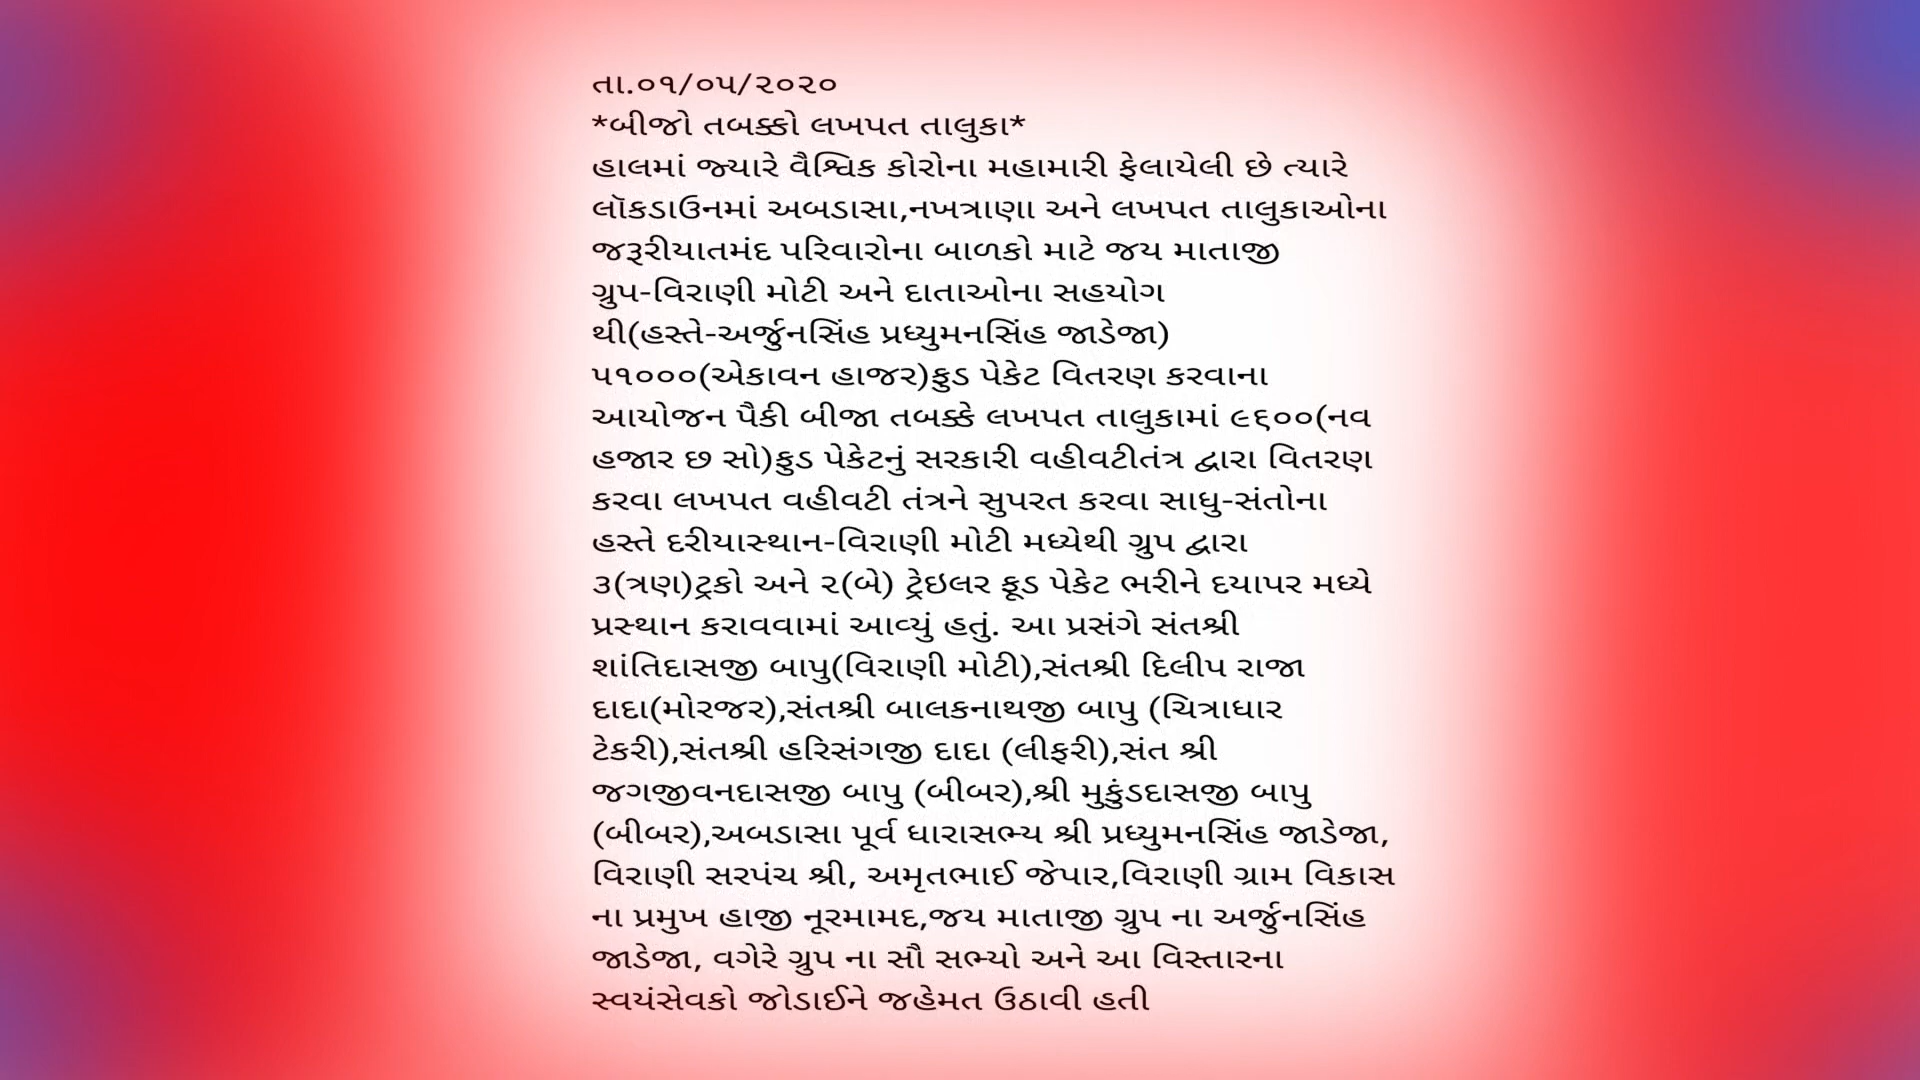 તા.૦૧/૦૫/૨૦૨૦
*બીજો તબક્કો લખપત તાલુકા*
હાલમાં જ્યારે વૈશ્વિક કોરોના મહામારી ફેલાયેલી છે ત્યારે
લૉકડાઉનમાં અબડાસા,નખત્રાણા અને લખપત તાલુકાઓના
જરૂરીયાતમંદ પરિવારોના બાળકો માટે જય માતાજી
ગ્રુપ-વિરાણી મોટી અને દાતાઓના સહયોગ
થી(હસ્તે-અર્જુનસિંહ પ્રધ્યુમનસિંહ જાડેજા)
૫૧૦૦૦(એકાવન હાજર)ફુડ પેકેટ વિતરણ કરવાના
આયોજન પૈકી બીજા તબક્કે લખપત તાલુકામાં ૯૬૦૦(નવ
હજાર છ સો)ફુડ પેકેટનું સરકારી વહીવટીતંત્ર દ્વારા વિતરણ
કરવા લખપત વહીવટી તંત્રને સુપરત કરવા સાધુ-સંતોના
હસ્તે દરીયાસ્થાન-વિરાણી મોટી મધ્યેથી ગ્રુપ દ્વારા
૩(ત્રણ)ટ્રકો અને ૨(બે) ટ્રેઇલર ફૂડ પેકેટ ભરીને દયાપર મધ્યે
પ્રસ્થાન કરાવવામાં આવ્યું હતું. આ પ્રસંગે સંતશ્રી
શાંતિદાસજી બાપુ(વિરાણી મોટી),સંતશ્રી દિલીપ રાજા
દાદા(મોરજર),સંતશ્રી બાલકનાથજી બાપુ (ચિત્રાધાર
ટેકરી),સંતશ્રી હરિસંગજી દાદા (લીફરી),સંત શ્રી
જગજીવનદાસજી બાપુ (બીબર),શ્રી મુકુંડદાસજી બાપુ
(બીબર),અબડાસા પૂર્વ ધારાસભ્ય શ્રી પ્રધ્યુમનસિંહ જાડેજા,
વિરાણી સરપંચ શ્રી, અમૃતભાઈ જેપાર,વિરાણી ગ્રામ વિકાસ
ના પ્રમુખ હાજી નૂરમામદ,જય માતાજી ગ્રુપ ના અર્જુનસિંહ
જાડેજા, વગેરે ગ્રુપ ના સૌ સભ્યો અને આ વિસ્તારના
સ્વયંસેવકો જોડાઈને જહેમત ઉઠાવી હતી